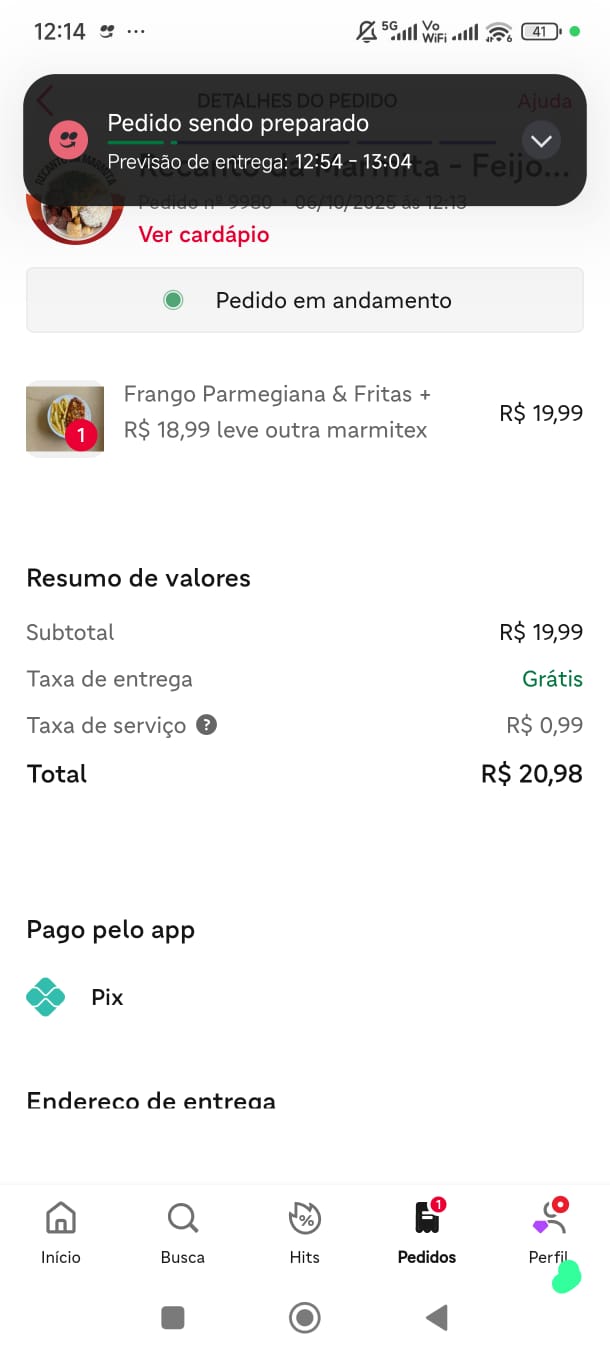 12:14
5G
Vo
WiFi
6
41
DETALHES DO PEDIDO
Ajuda
Pedido sendo preparado
Previsão de entrega: 12:54 - 13:04
Recanto da Marmita - Feijo...
Pedido nº 9980 • 06/10/2025 às 12:13
Ver cardápio
Pedido em andamento
Frango Parmegiana & Fritas +
R$ 18,99 leve outra marmitex
1
R$ 19,99
Resumo de valores
Subtotal
R$ 19,99
Taxa de entrega
Grátis
Taxa de serviço ?
R$ 0,99
Total
R$ 20,98
Pago pelo app
Pix
Endereço de entrega
1
Início
Busca
Hits
Pedidos
Perfil